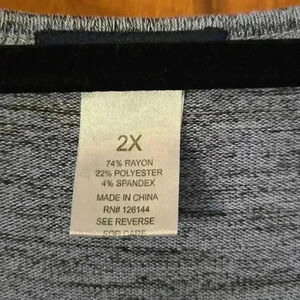 2X
74% RAYON
22% POLYESTER
4% SPANDEX
MADE IN CHINA
RN# 126144
SEE REVERSE
FOR CARE